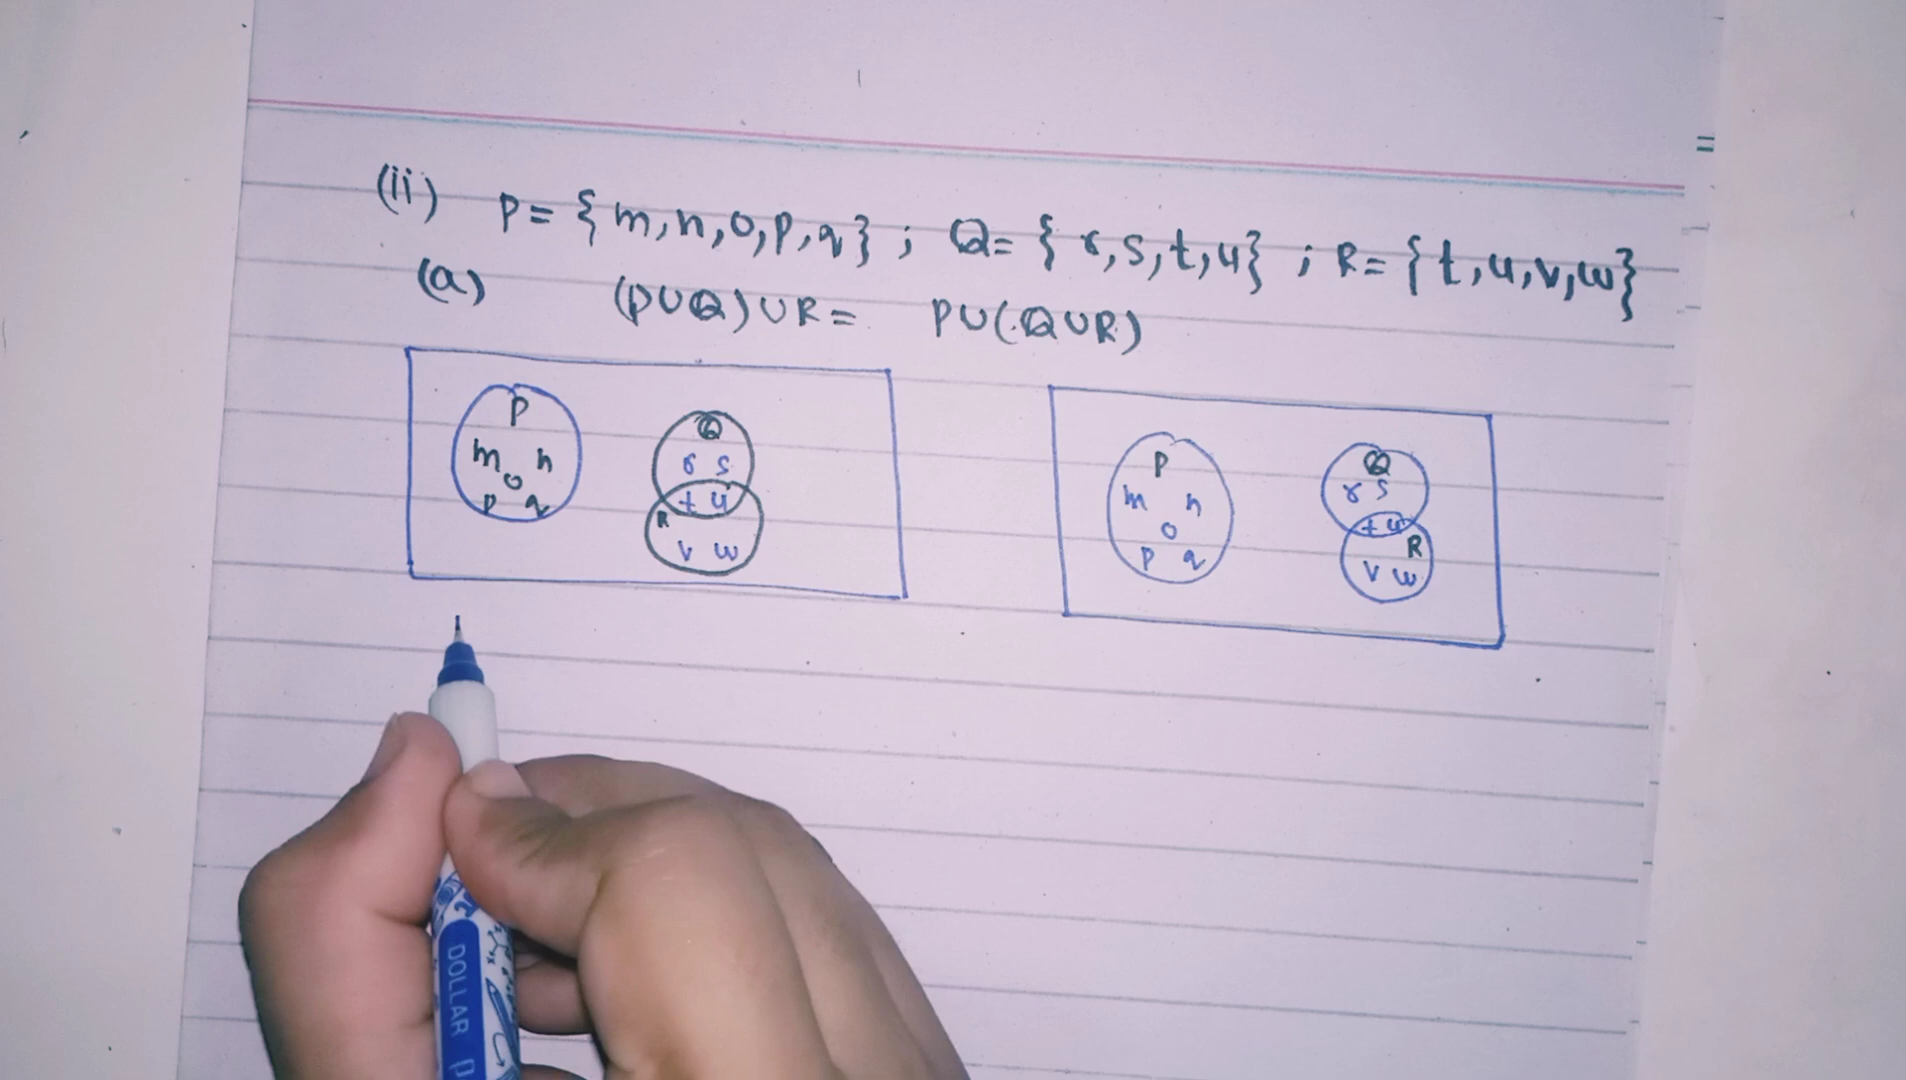 (ii) P = { m, n, o, p, q } ; Q = { r, s, t, u } ; R = { t, u, v, w }
(a) (P∪Q)∪R = P∪(Q∪R)
P
m n
o
p q
Q
r s
t u
R
v w
P
m n
o
p q
Q
r s
t u
R
v w
DOLLAR